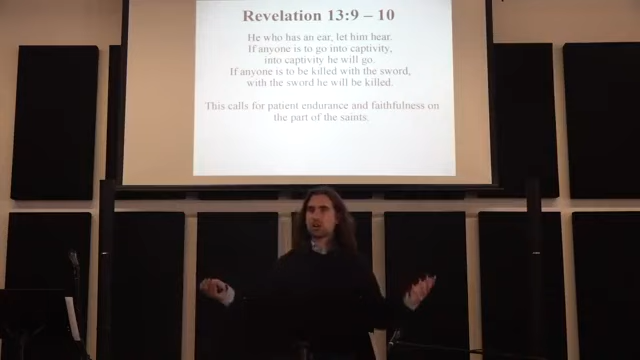 Revelation 13:9 – 10
He who has an ear, let him hear.
If anyone is to go into captivity,
into captivity he will go.
If anyone is to be killed with the sword,
with the sword he will be killed.
This calls for patient endurance and faithfulness on
the part of the saints.